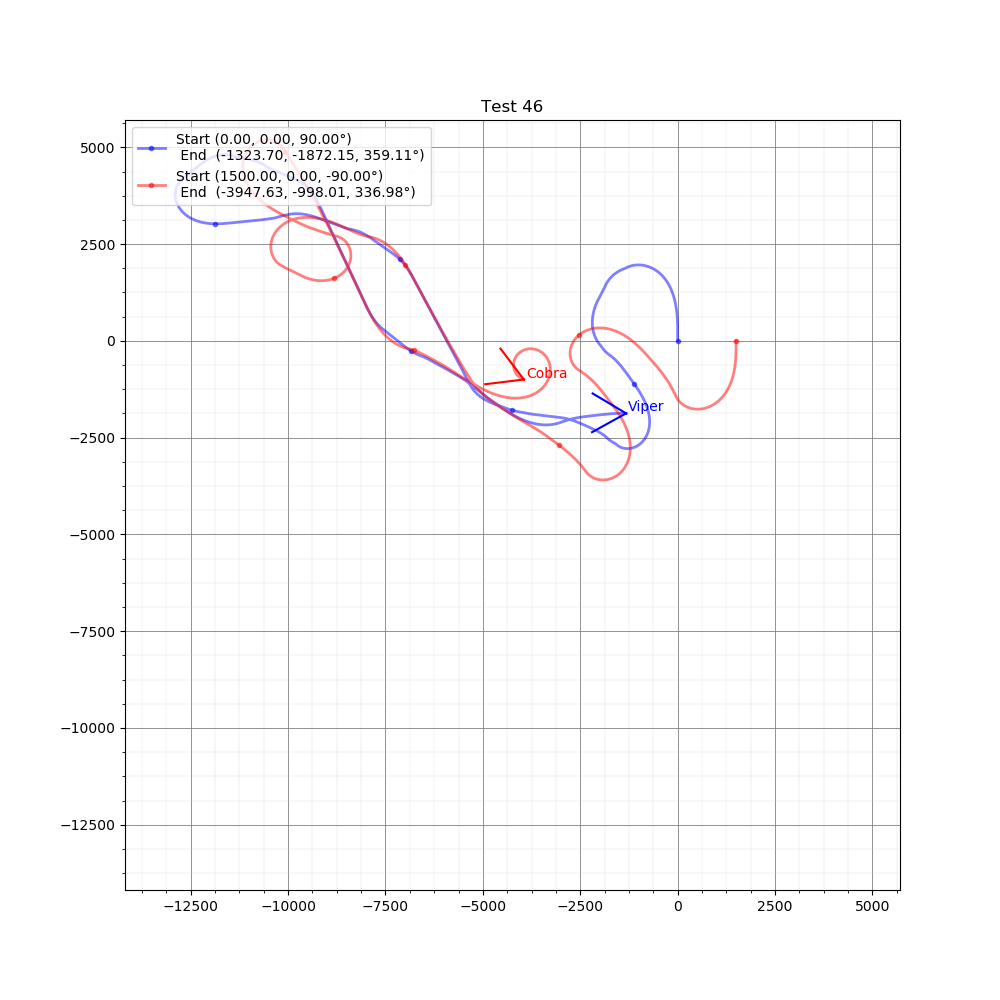 Test 46
Start (0.00, 0.00, 90.00°)
End (-1323.70, -1872.15, 359.11°)
Start (1500.00, 0.00, -90.00°)
End (-3947.63, -998.01, 336.98°)
5000
2500
0
−2500
−5000
−7500
−10000
−12500
Cobra
Viper
−12500 −10000 −7500 −5000 −2500 0 2500 5000